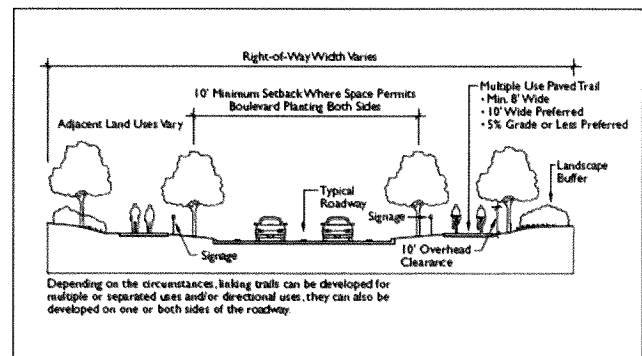 Right-of-Way Width Varies
10' Minimum Setback Where Space Permits
Boulevard Planting Both Sides
Multiple Use Paved Trail
• Min. 8' Wide
• 10' Wide Preferred
• 5% Grade or Less Preferred
Adjacent Land Uses Vary
Landscape
Buffer
Typical
Roadway
Signage
Signage
10' Overhead
Clearance
Depending on the circumstances, linking trails can be developed for
multiple or separated uses and/or directional uses, they can also be
developed on one or both sides of the roadway.